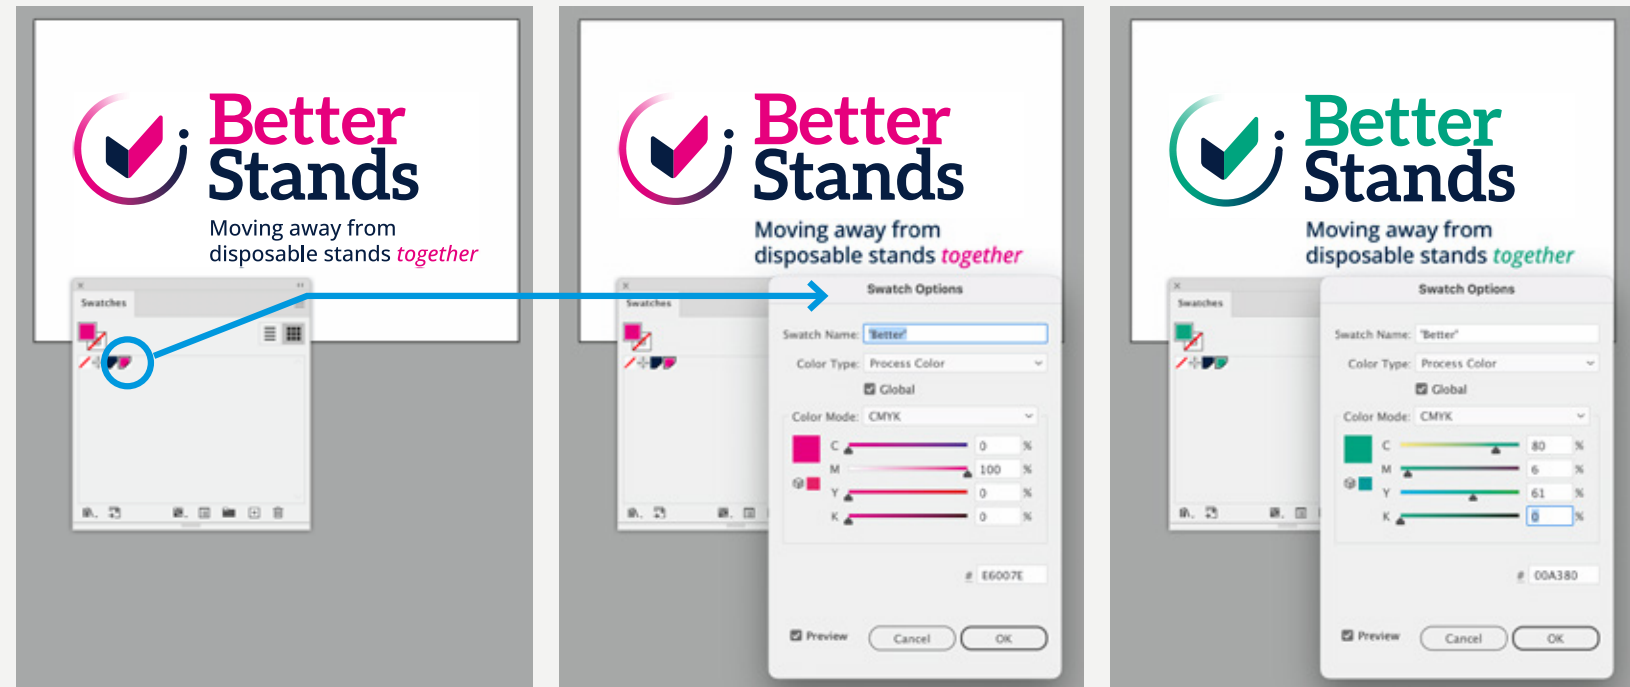 Better
Stands
Moving away from
disposable stands together
Swatches
Better
Stands
Moving away from
disposable stands together
Swatches
Swatch Options
Swatch Name: "Better"
Color Type: Process Color
Global
Color Mode: CMYK
C 0 %
M 100 %
Y 0 %
K 0 %
# E6007E
Preview Cancel OK
Better
Stands
Moving away from
disposable stands together
Swatches
Swatch Options
Swatch Name: "Better"
Color Type: Process Color
Global
Color Mode: CMYK
C 80 %
M 6 %
Y 61 %
K 0 %
# 00A380
Preview Cancel OK